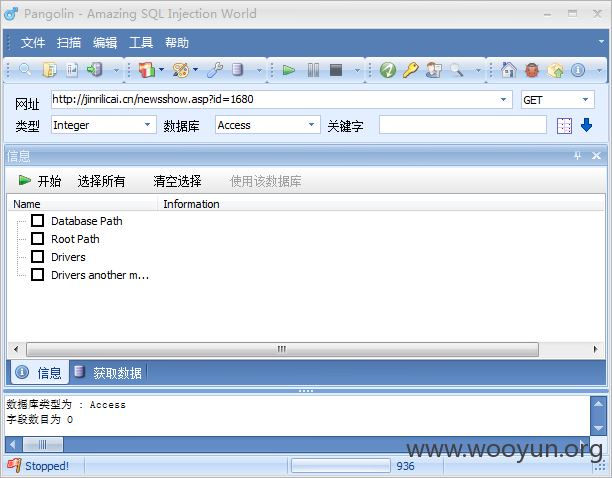 Pangolin - Amazing SQL Injection World
文件 扫描 编辑 工具 帮助
网址 http://jinrilicai.cn/newsshow.asp?id=1680 GET
类型 Integer 数据库 Access 关键字
信息
开始 选择所有 清空选择 使用该数据库
Name Information
Database Path
Root Path
Drivers
Drivers another m...
信息 获取数据
数据库类型为 : Access
字段数目为 0
www.wooyun.org
Stopped! 936